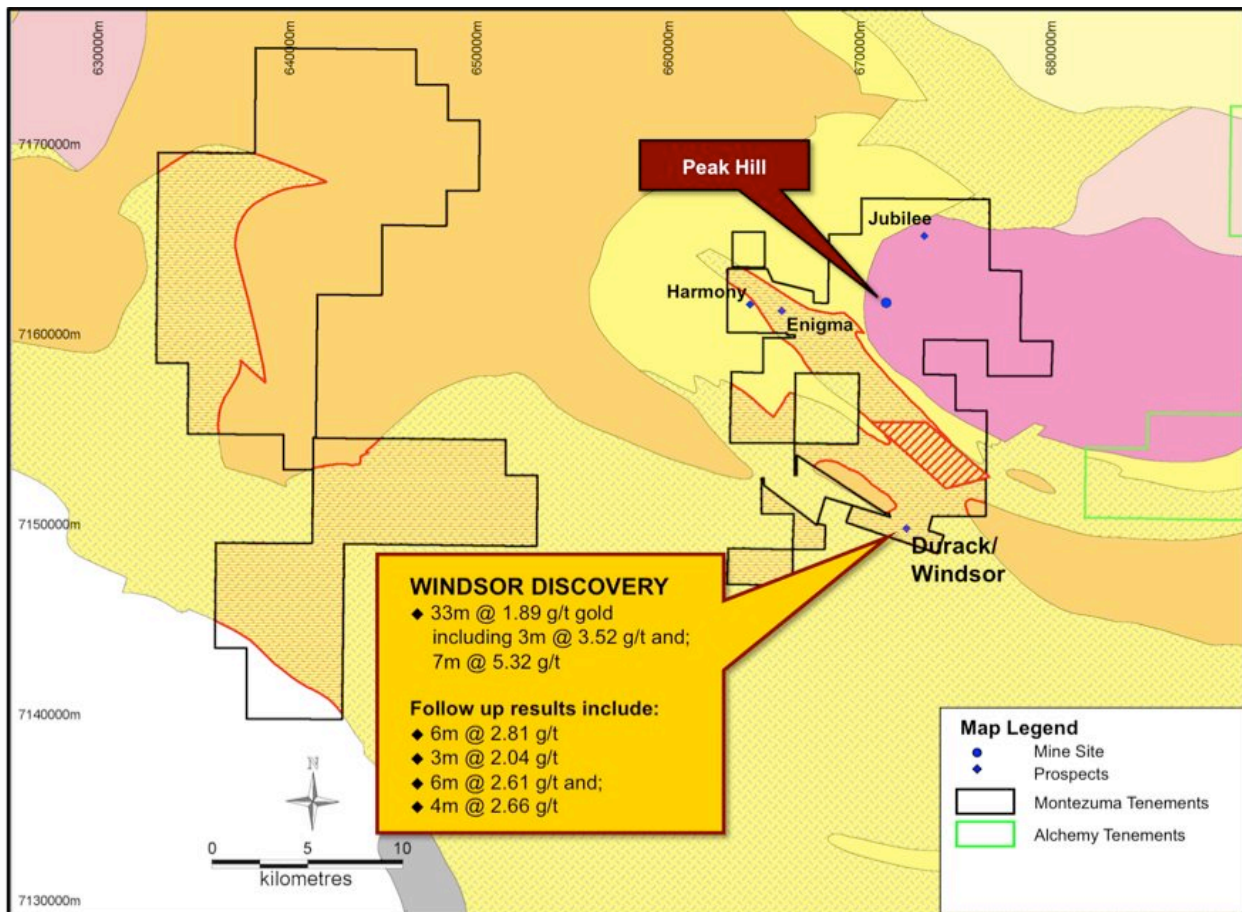 630000m
640000m
650000m
660000m
670000m
680000m
7170000m
Peak Hill
Jubilee
Harmony
7160000m
Enigma
7150000m
Durack/
Windsor
WINDSOR DISCOVERY
◆ 33m @ 1.89 g/t gold
including 3m @ 3.52 g/t and;
7m @ 5.32 g/t
Follow up results include:
◆ 6m @ 2.81 g/t
◆ 3m @ 2.04 g/t
◆ 6m @ 2.61 g/t and;
◆ 4m @ 2.66 g/t
7140000m
N
0 5 10
kilometres
Map Legend
Mine Site
Prospects
Montezuma Tenements
Alchemy Tenements
7130000m